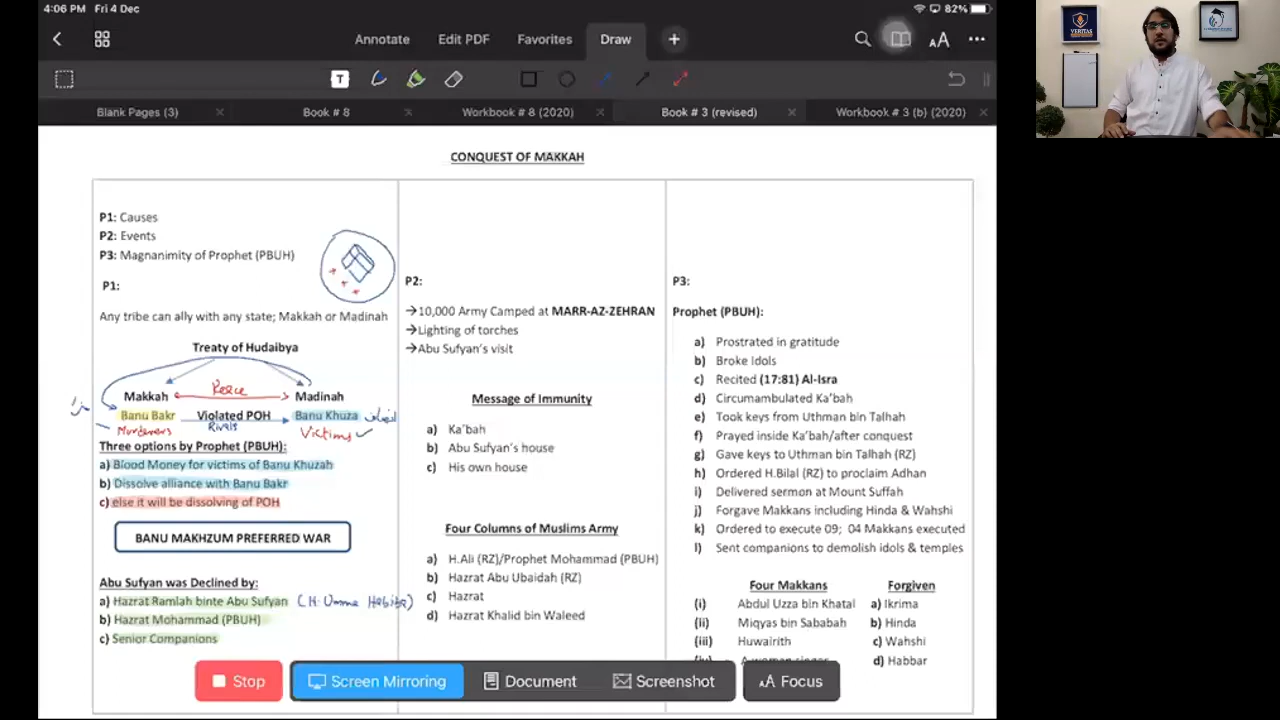 4:06 PM Fri 4 Dec
82%
Annotate
Edit PDF
Favorites
Draw
AA
T
Blank Pages (3)
Book # 8
Workbook # 8 (2020)
Book # 3 (revised)
Workbook # 3 (b) (2020)
VERITAS
CONQUEST OF MAKKAH
P1: Causes
P2: Events
P3: Magnanimity of Prophet (PBUH)
P1:
Any tribe can ally with any state; Makkah or Madinah
Treaty of Hudaibya
Peace
Makkah
Madinah
Banu Bakr
Violated POH
Banu Khuza
Rivals
Murderers
Victims
Three options by Prophet (PBUH):
a) Blood Money for victims of Banu Khuzah
b) Dissolve alliance with Banu Bakr
c) else it will be dissolving of POH
BANU MAKHZUM PREFERRED WAR
Abu Sufyan was Declined by:
a) Hazrat Ramlah binte Abu Sufyan (H. Umme Habiba)
b) Hazrat Mohammad (PBUH)
c) Senior Companions
P2:
→10,000 Army Camped at MARR-AZ-ZEHRAN
→Lighting of torches
→Abu Sufyan's visit
Message of Immunity
a) Ka'bah
b) Abu Sufyan's house
c) His own house
Four Columns of Muslims Army
a) H.Ali (RZ)/Prophet Mohammad (PBUH)
b) Hazrat Abu Ubaidah (RZ)
c) Hazrat
d) Hazrat Khalid bin Waleed
P3:
Prophet (PBUH):
a) Prostrated in gratitude
b) Broke Idols
c) Recited (17:81) Al-Isra
d) Circumambulated Ka'bah
e) Took keys from Uthman bin Talhah
f) Prayed inside Ka'bah/after conquest
g) Gave keys to Uthman bin Talhah (RZ)
h) Ordered H.Bilal (RZ) to proclaim Adhan
i) Delivered sermon at Mount Suffah
j) Forgave Makkans including Hinda & Wahshi
k) Ordered to execute 09; 04 Makkans executed
l) Sent companions to demolish idols & temples
Four Makkans
Forgiven
(i) Abdul Uzza bin Khatal
a) Ikrima
(ii) Miqyas bin Sababah
b) Hinda
(iii) Huwairith
c) Wahshi
(iv) A woman singer
d) Habbar
Stop
Screen Mirroring
Document
Screenshot
AA Focus